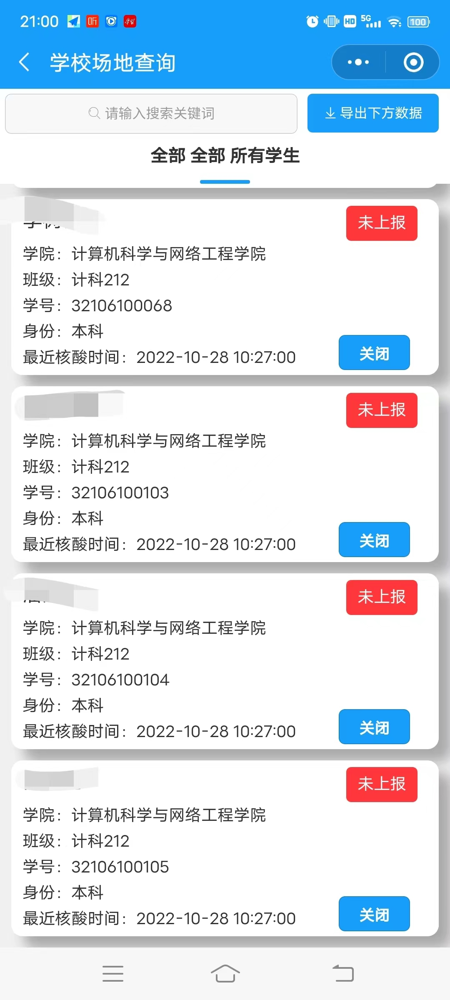 21:00
听
学习
HD
5G
100
学校场地查询
请输入搜索关键词
导出下方数据
全部 全部 所有学生
未上报
学院：计算机科学与网络工程学院
班级：计科212
学号：32106100068
身份：本科
最近核酸时间：2022-10-28 10:27:00
关闭
未上报
学院：计算机科学与网络工程学院
班级：计科212
学号：32106100103
身份：本科
最近核酸时间：2022-10-28 10:27:00
关闭
未上报
学院：计算机科学与网络工程学院
班级：计科212
学号：32106100104
身份：本科
最近核酸时间：2022-10-28 10:27:00
关闭
未上报
学院：计算机科学与网络工程学院
班级：计科212
学号：32106100105
身份：本科
最近核酸时间：2022-10-28 10:27:00
关闭